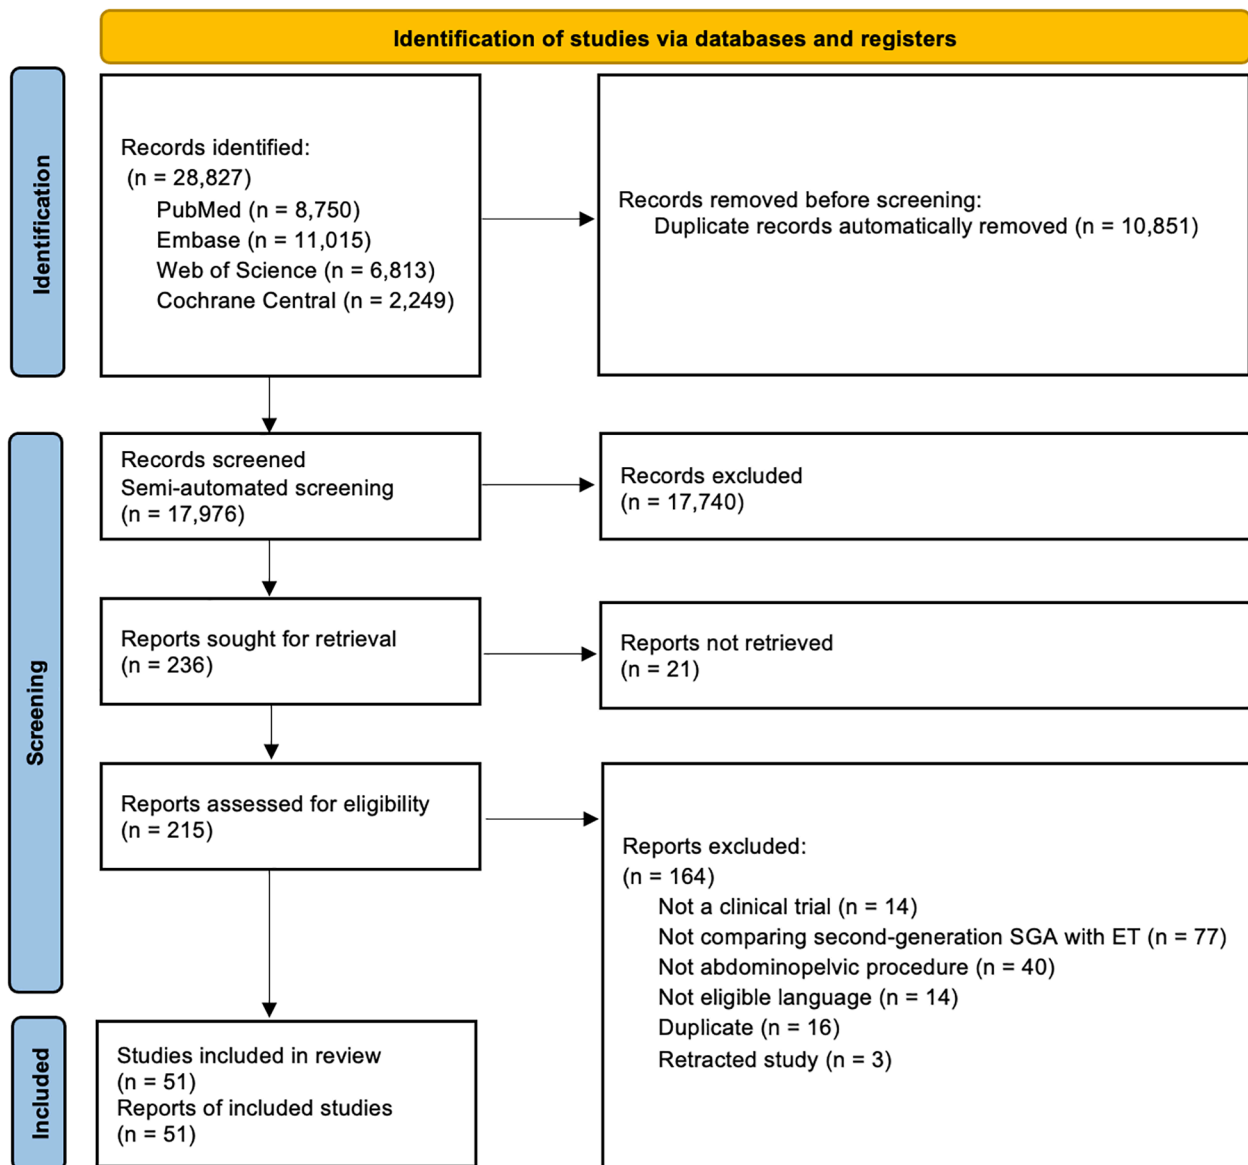 Identification of studies via databases and registers
Identification
Records identified:
(n = 28,827)
PubMed (n = 8,750)
Embase (n = 11,015)
Web of Science (n = 6,813)
Cochrane Central (n = 2,249)
Records removed before screening:
Duplicate records automatically removed (n = 10,851)
Screening
Records screened
Semi-automated screening
(n = 17,976)
Records excluded
(n = 17,740)
Reports sought for retrieval
(n = 236)
Reports not retrieved
(n = 21)
Reports assessed for eligibility
(n = 215)
Reports excluded:
(n = 164)
Not a clinical trial (n = 14)
Not comparing second-generation SGA with ET (n = 77)
Not abdominopelvic procedure (n = 40)
Not eligible language (n = 14)
Duplicate (n = 16)
Retracted study (n = 3)
Included
Studies included in review
(n = 51)
Reports of included studies
(n = 51)